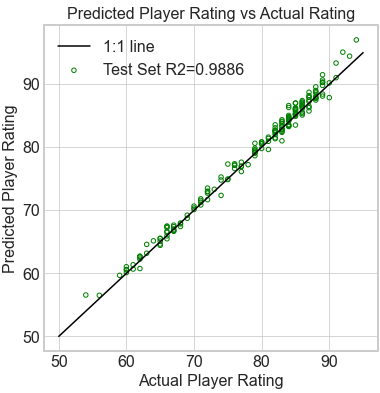 Predicted Player Rating vs Actual Rating
1:1 line
Test Set R2=0.9886
90
80
70
60
50
Predicted Player Rating
50 60 70 80 90
Actual Player Rating